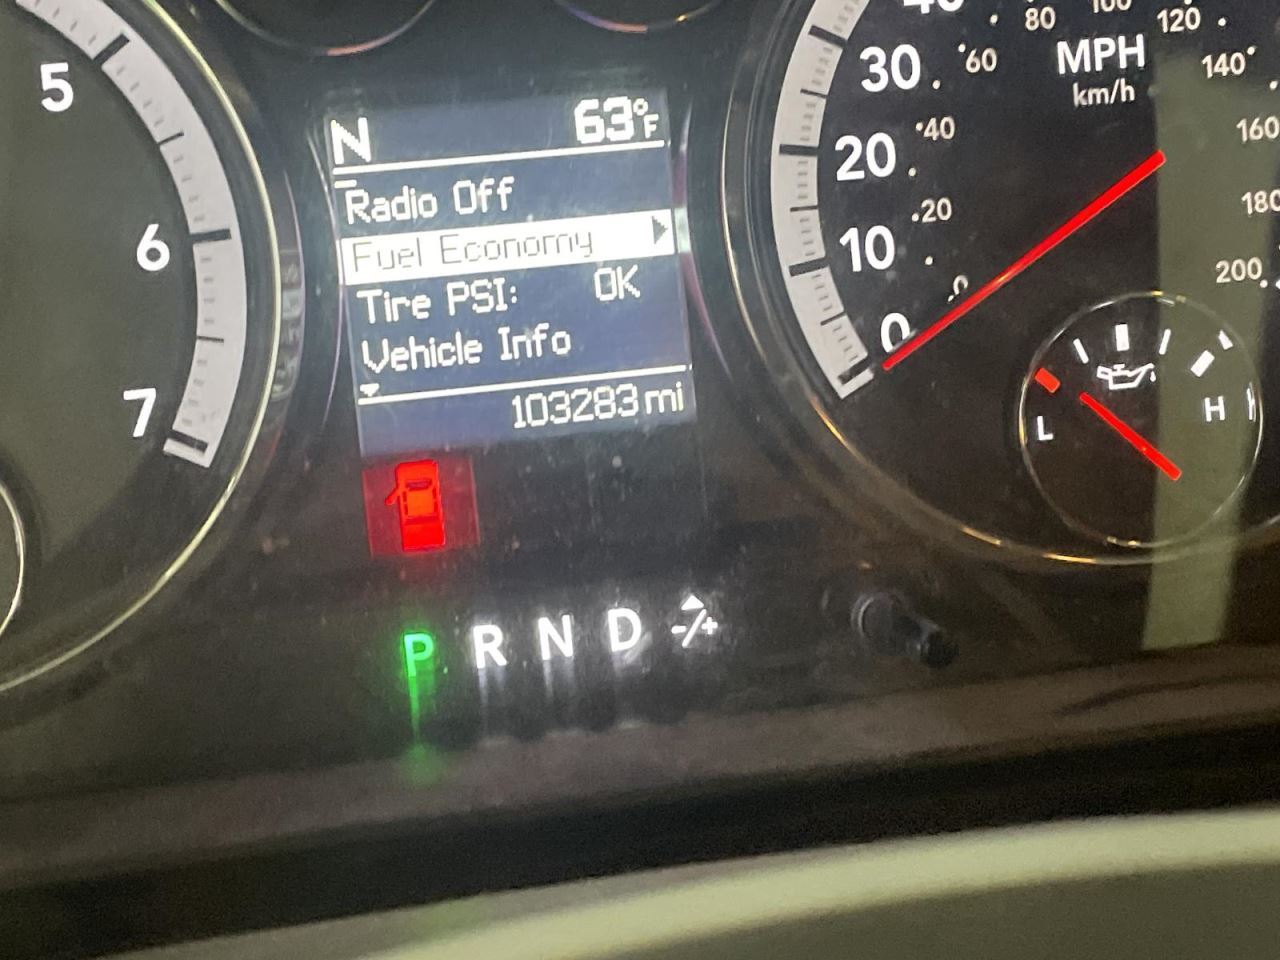 5
6
7
N 63°F
Radio Off
Fuel Economy
Tire PSI: OK
Vehicle Info
103283 mi
P R N D -/+
30
20
10
0
MPH
km/h
0
20
40
60
80
100
120
140
160
180
200
L H